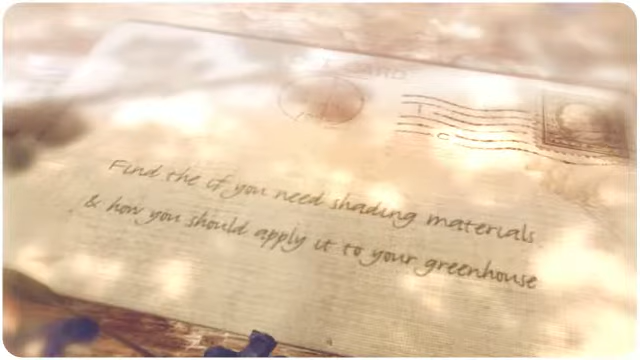 Find the if you need shading materials
& how you should apply it to your greenhouse